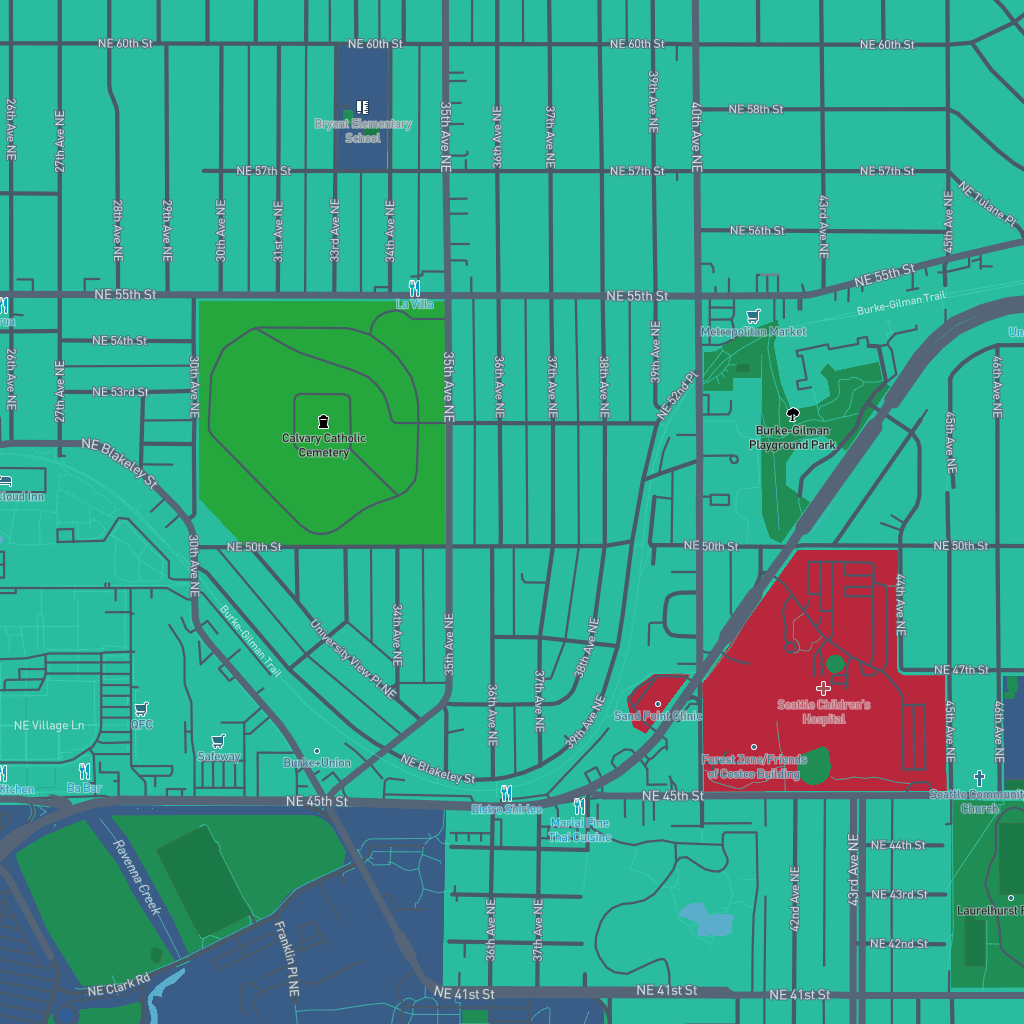 NE 60th St
NE 60th St
NE 60th St
NE 60th St
26th Ave NE
27th Ave NE
Bryant Elementary
School
35th Ave NE
36th Ave NE
37th Ave NE
39th Ave NE
40th Ave NE
NE 58th St
NE 57th St
NE 57th St
NE 57th St
28th Ave NE
29th Ave NE
30th Ave NE
31st Ave NE
33rd Ave NE
34th Ave NE
43rd Ave NE
45th Ave NE
NE Tulane Pl
NE 56th St
NE 55th St
La Villa
NE 55th St
NE 55th St
Burke-Gilman Trail
Metropolitan Market
NE 54th St
NE 53rd St
26th Ave NE
27th Ave NE
30th Ave NE
35th Ave NE
36th Ave NE
37th Ave NE
38th Ave NE
39th Ave NE
NE 52nd Pl
46th Ave NE
45th Ave NE
Calvary Catholic
Cemetery
Burke-Gilman
Playground Park
NE Blakeley St
Cloud Inn
NE 50th St
NE 50th St
NE 50th St
30th Ave NE
Burke-Gilman Trail
University View Pl NE
34th Ave NE
35th Ave NE
36th Ave NE
37th Ave NE
38th Ave NE
39th Ave NE
44th Ave NE
NE 47th St
Seattle Children's
Hospital
Sand Point Clinic
Forest Zone/Friends
of Costco Building
45th Ave NE
46th Ave NE
NE Village Ln
QFC
Safeway
Burke+Union
NE Blakeley St
Kitchen
Ba Bar
NE 45th St
Bistro Shirlee
Marlai Fine
Thai Cuisine
NE 45th St
Seattle Community
Church
Ravenna Creek
NE 44th St
43rd Ave NE
42nd Ave NE
NE 43rd St
Laurelhurst
36th Ave NE
37th Ave NE
NE 42nd St
Franklin Pl NE
NE Clark Rd
NE 41st St
NE 41st St
NE 41st St